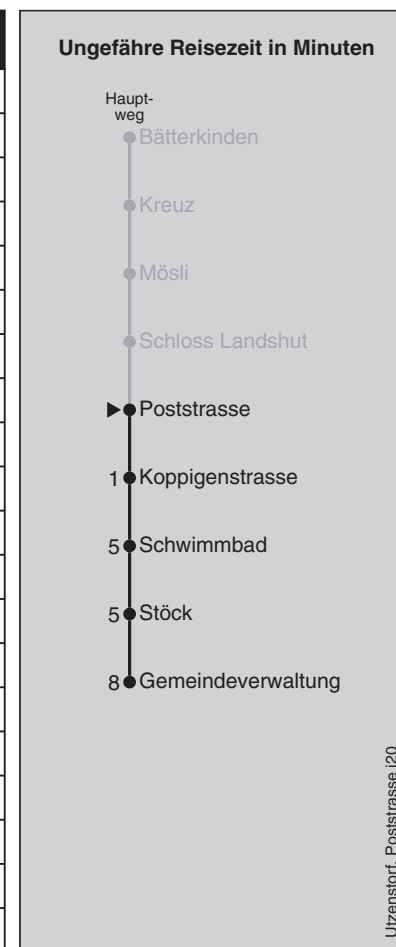 Ungefähre Reisezeit in Minuten
Haupt-
weg
Bätterkinden
Kreuz
Mösli
Schloss Landshut
Poststrasse
1 Koppigenstrasse
5 Schwimmbad
5 Stöck
8 Gemeindeverwaltung
Utzenstorf, Poststrasse j20